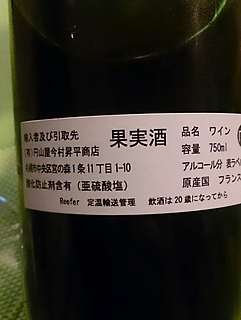 輸入者及び引取先
(有)円山屋今村昇平商店
札幌市中央区宮の森1条11丁目1-10
酸化防止剤含有（亜硫酸塩）
果実酒
品名 ワイン
容量 750ml
アルコール分 表ラベ
原産国 フランス
Reefer 定温輸送管理 飲酒は20歳になってから